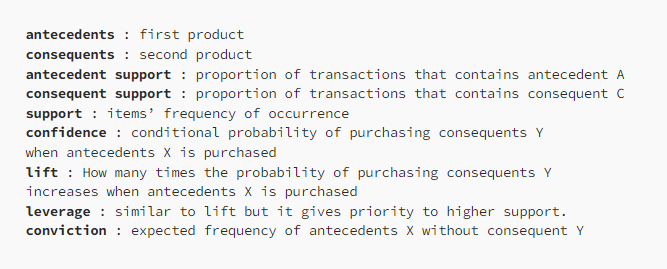 antecedents : first product
consequents : second product
antecedent support : proportion of transactions that contains antecedent A
consequent support : proportion of transactions that contains consequent C
support : items’ frequency of occurrence
confidence : conditional probability of purchasing consequents Y
when antecedents X is purchased
lift : How many times the probability of purchasing consequents Y
increases when antecedents X is purchased
leverage : similar to lift but it gives priority to higher support.
conviction : expected frequency of antecedents X without consequent Y